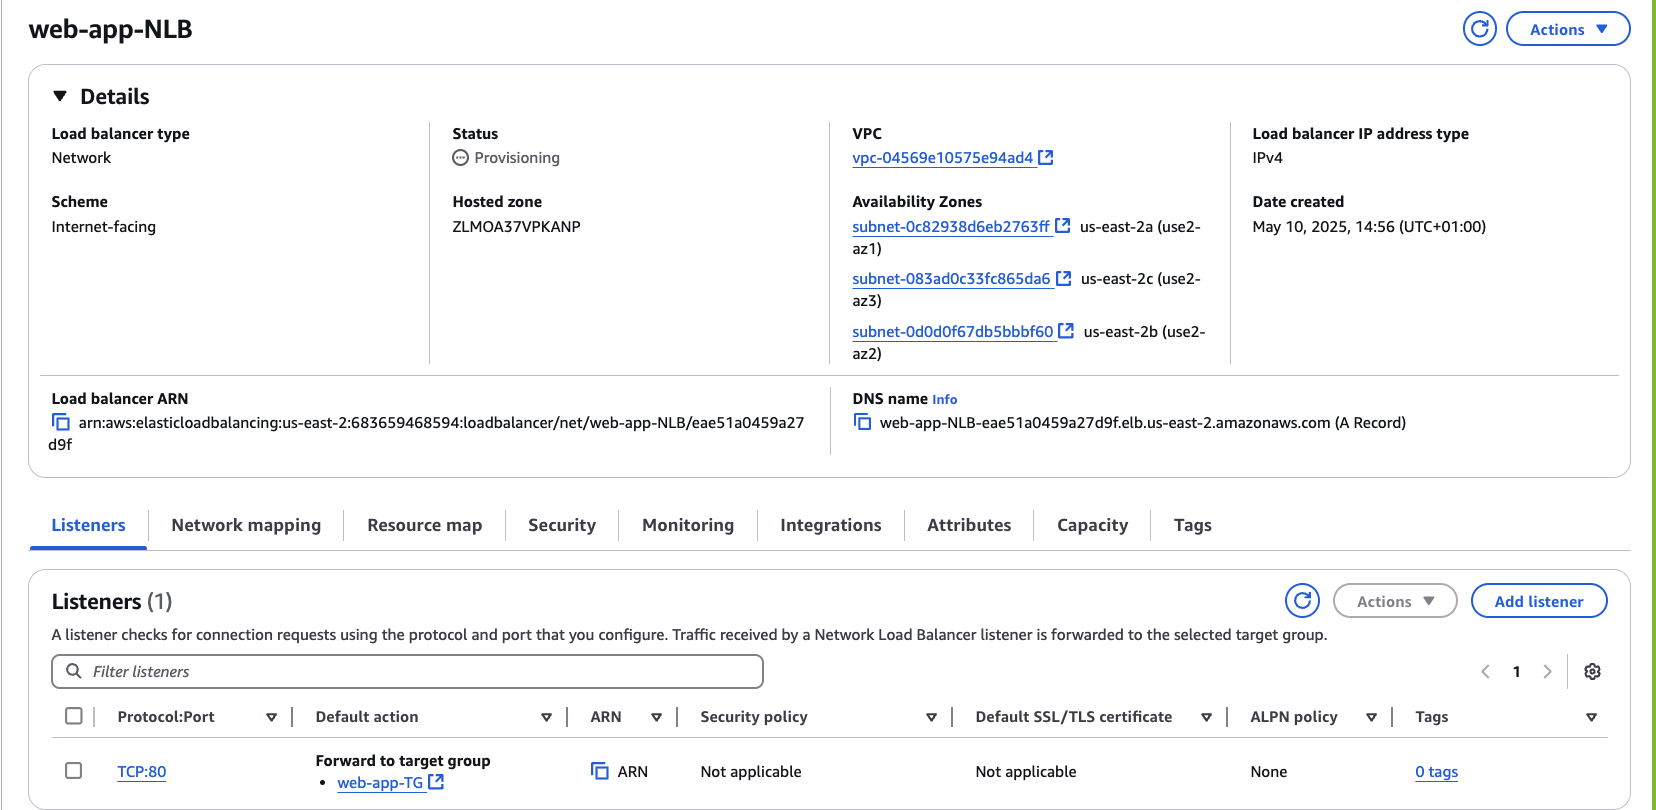 web-app-NLB
Actions
Details
Load balancer type
Network
Status
Provisioning
VPC
vpc-04569e10575e94ad4
Load balancer IP address type
IPv4
Scheme
Internet-facing
Hosted zone
ZLMOA37VPKANP
Availability Zones
subnet-0c82938d6eb2763ff us-east-2a (use2-
az1)
subnet-083ad0c33fc865da6 us-east-2c (use2-
az3)
subnet-0d0d0f67db5bbbf60 us-east-2b (use2-
az2)
Date created
May 10, 2025, 14:56 (UTC+01:00)
Load balancer ARN
arn:aws:elasticloadbalancing:us-east-2:683659468594:loadbalancer/net/web-app-NLB/eae51a0459a27
d9f
DNS name Info
web-app-NLB-eae51a0459a27d9f.elb.us-east-2.amazonaws.com (A Record)
Listeners Network mapping Resource map Security Monitoring Integrations Attributes Capacity Tags
Listeners (1)
Actions
Add listener
A listener checks for connection requests using the protocol and port that you configure. Traffic received by a Network Load Balancer listener is forwarded to the selected target group.
Filter listeners
1
Protocol:Port Default action ARN Security policy Default SSL/TLS certificate ALPN policy Tags
TCP:80
Forward to target group
• web-app-TG
ARN
Not applicable
Not applicable
None
0 tags